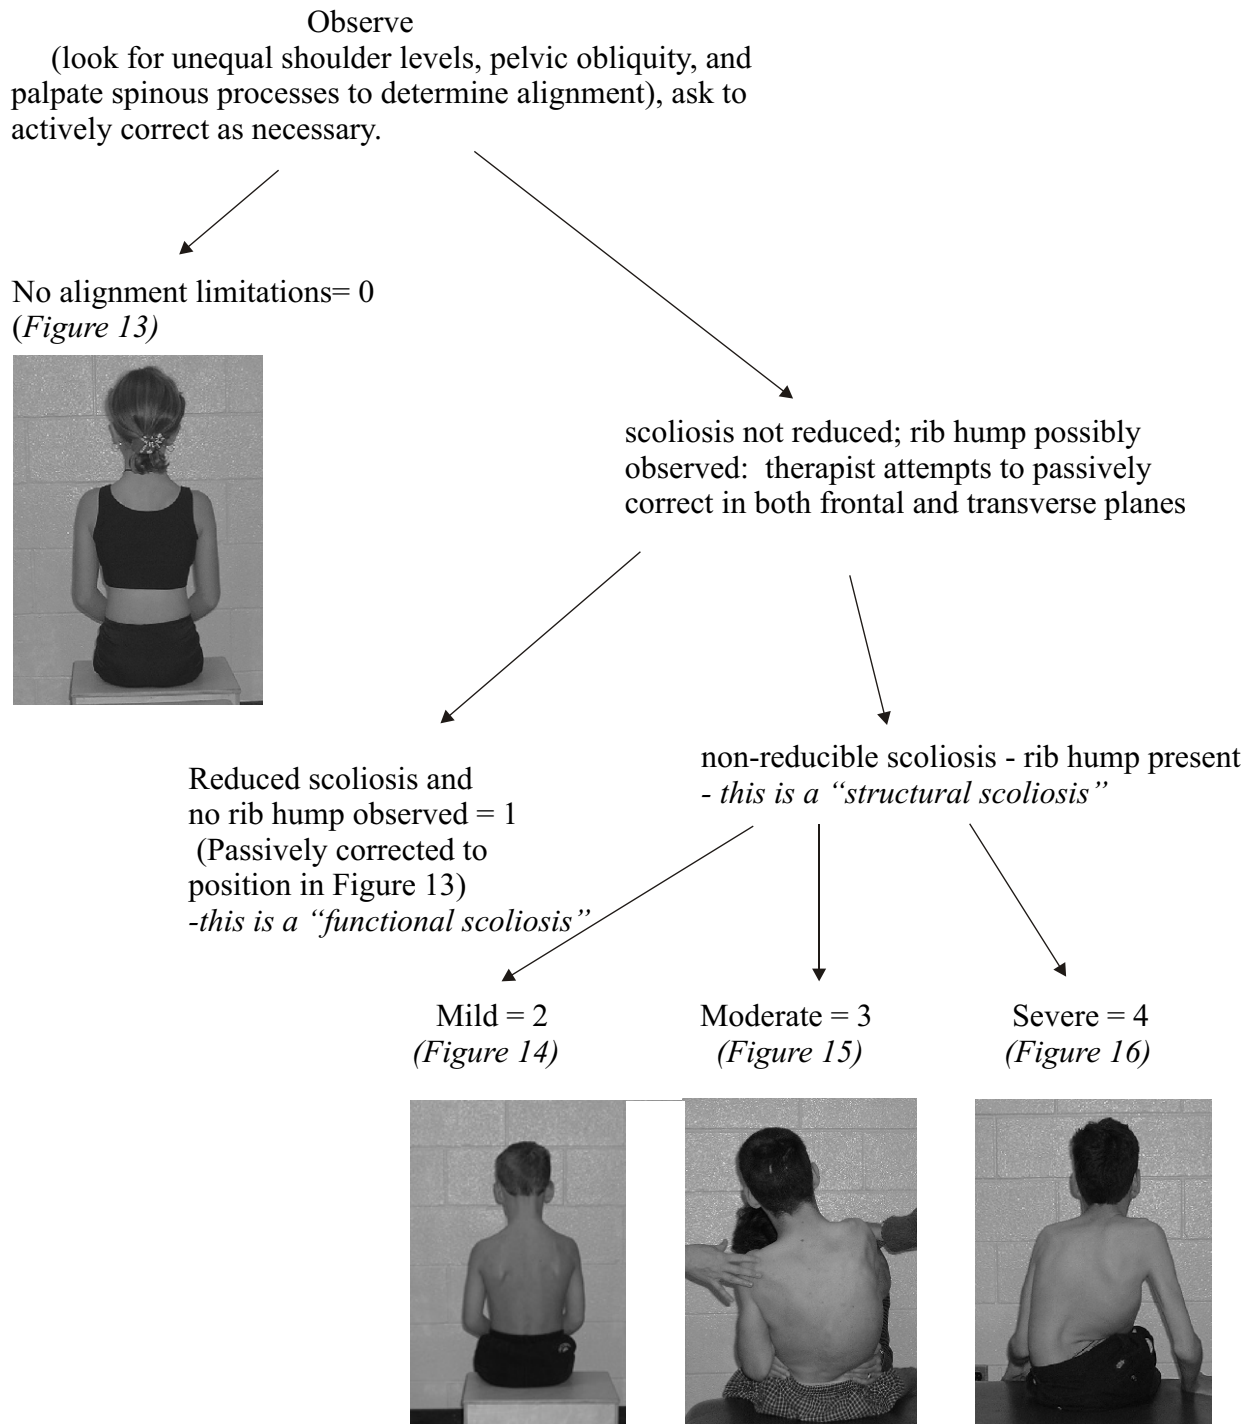 Observe
(look for unequal shoulder levels, pelvic obliquity, and
palpate spinous processes to determine alignment), ask to
actively correct as necessary.
No alignment limitations= 0
(Figure 13)
scoliosis not reduced; rib hump possibly
observed: therapist attempts to passively
correct in both frontal and transverse planes
Reduced scoliosis and
no rib hump observed = 1
(Passively corrected to
position in Figure 13)
-this is a “functional scoliosis”
non-reducible scoliosis - rib hump present
- this is a “structural scoliosis”
Mild = 2
(Figure 14)
Moderate = 3
(Figure 15)
Severe = 4
(Figure 16)